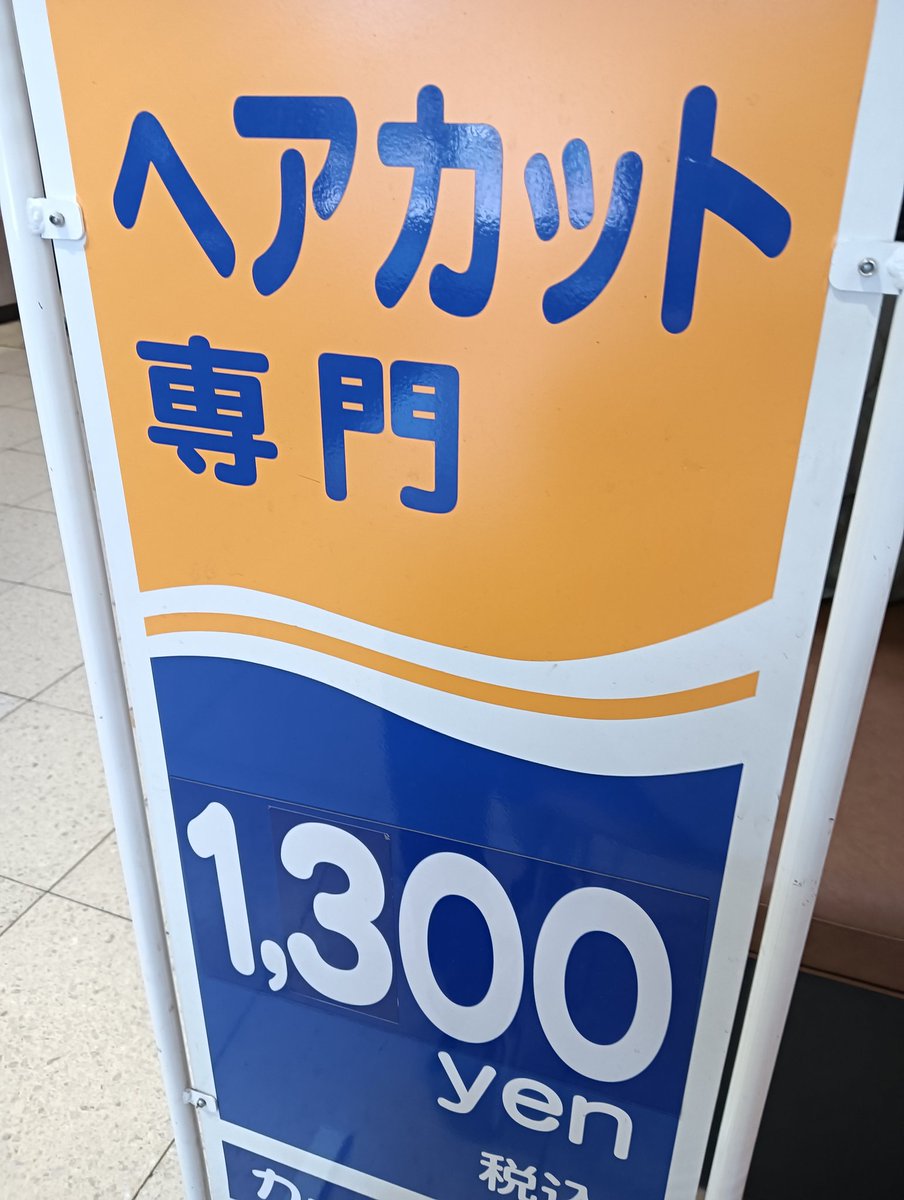 ヘアカット
専門
1,300
yen
税込